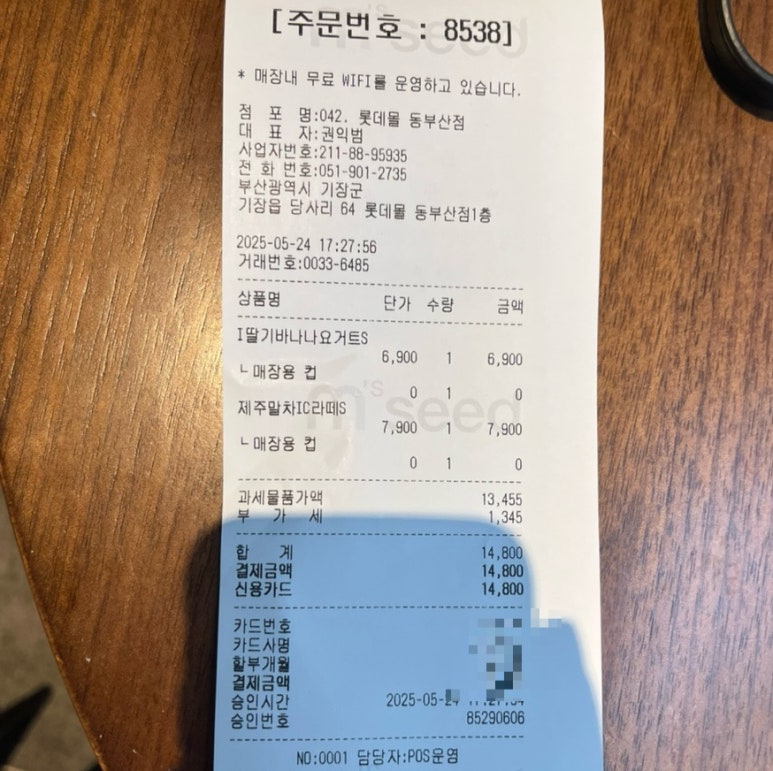 [주문번호 : 8538]
* 매장내 무료 WIFI를 운영하고 있습니다.
점 포 명:042. 롯데몰 동부산점
대 표 자:권익범
사업자번호:211-88-95935
전 화 번호:051-901-2735
부산광역시 기장군
기장읍 당사리 64 롯데몰 동부산점1층
2025-05-24 17:27:56
거래번호:0033-6485
상품명 단가 수량 금액
I딸기바나나요거트S
6,900 1 6,900
ㄴ매장용 컵
0 1 0
제주말차IC라떼S
7,900 1 7,900
ㄴ매장용 컵
0 1 0
m's seed
과세물품가액 13,455
부 가 세 1,345
합 계 14,800
결제금액 14,800
신용카드 14,800
카드번호
카드사명
할부개월
결제금액
승인시간 2025-05-24
승인번호 85290606
NO:0001 담당자:POS운영